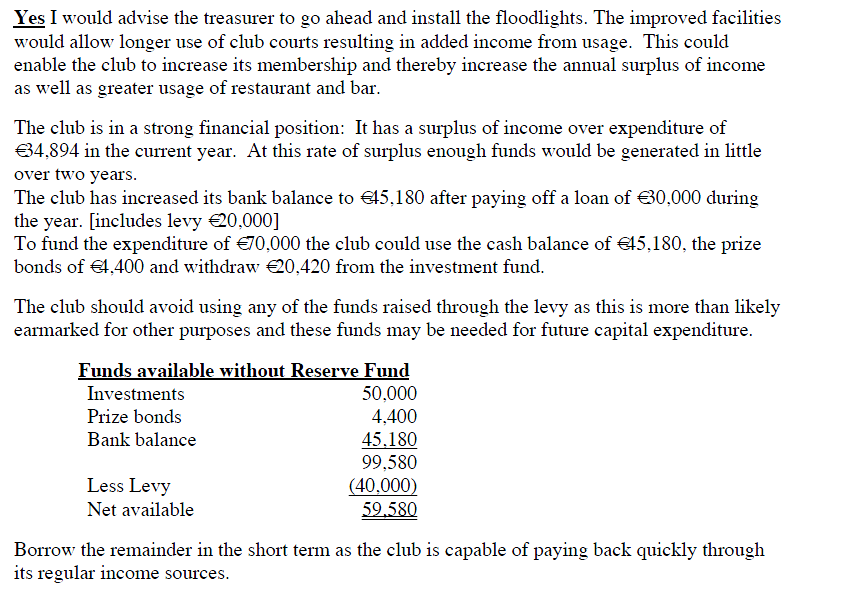 Yes I would advise the treasurer to go ahead and install the floodlights. The improved facilities
would allow longer use of club courts resulting in added income from usage. This could
enable the club to increase its membership and thereby increase the annual surplus of income
as well as greater usage of restaurant and bar.
The club is in a strong financial position: It has a surplus of income over expenditure of
€34,894 in the current year. At this rate of surplus enough funds would be generated in little
over two years.
The club has increased its bank balance to €45,180 after paying off a loan of €30,000 during
the year. [includes levy €20,000]
To fund the expenditure of €70,000 the club could use the cash balance of €45,180, the prize
bonds of €4,400 and withdraw €20,420 from the investment fund.
The club should avoid using any of the funds raised through the levy as this is more than likely
earmarked for other purposes and these funds may be needed for future capital expenditure.
Funds available without Reserve Fund
Investments 50,000
Prize bonds 4,400
Bank balance 45,180
99,580
Less Levy (40,000)
Net available 59,580
Borrow the remainder in the short term as the club is capable of paying back quickly through
its regular income sources.